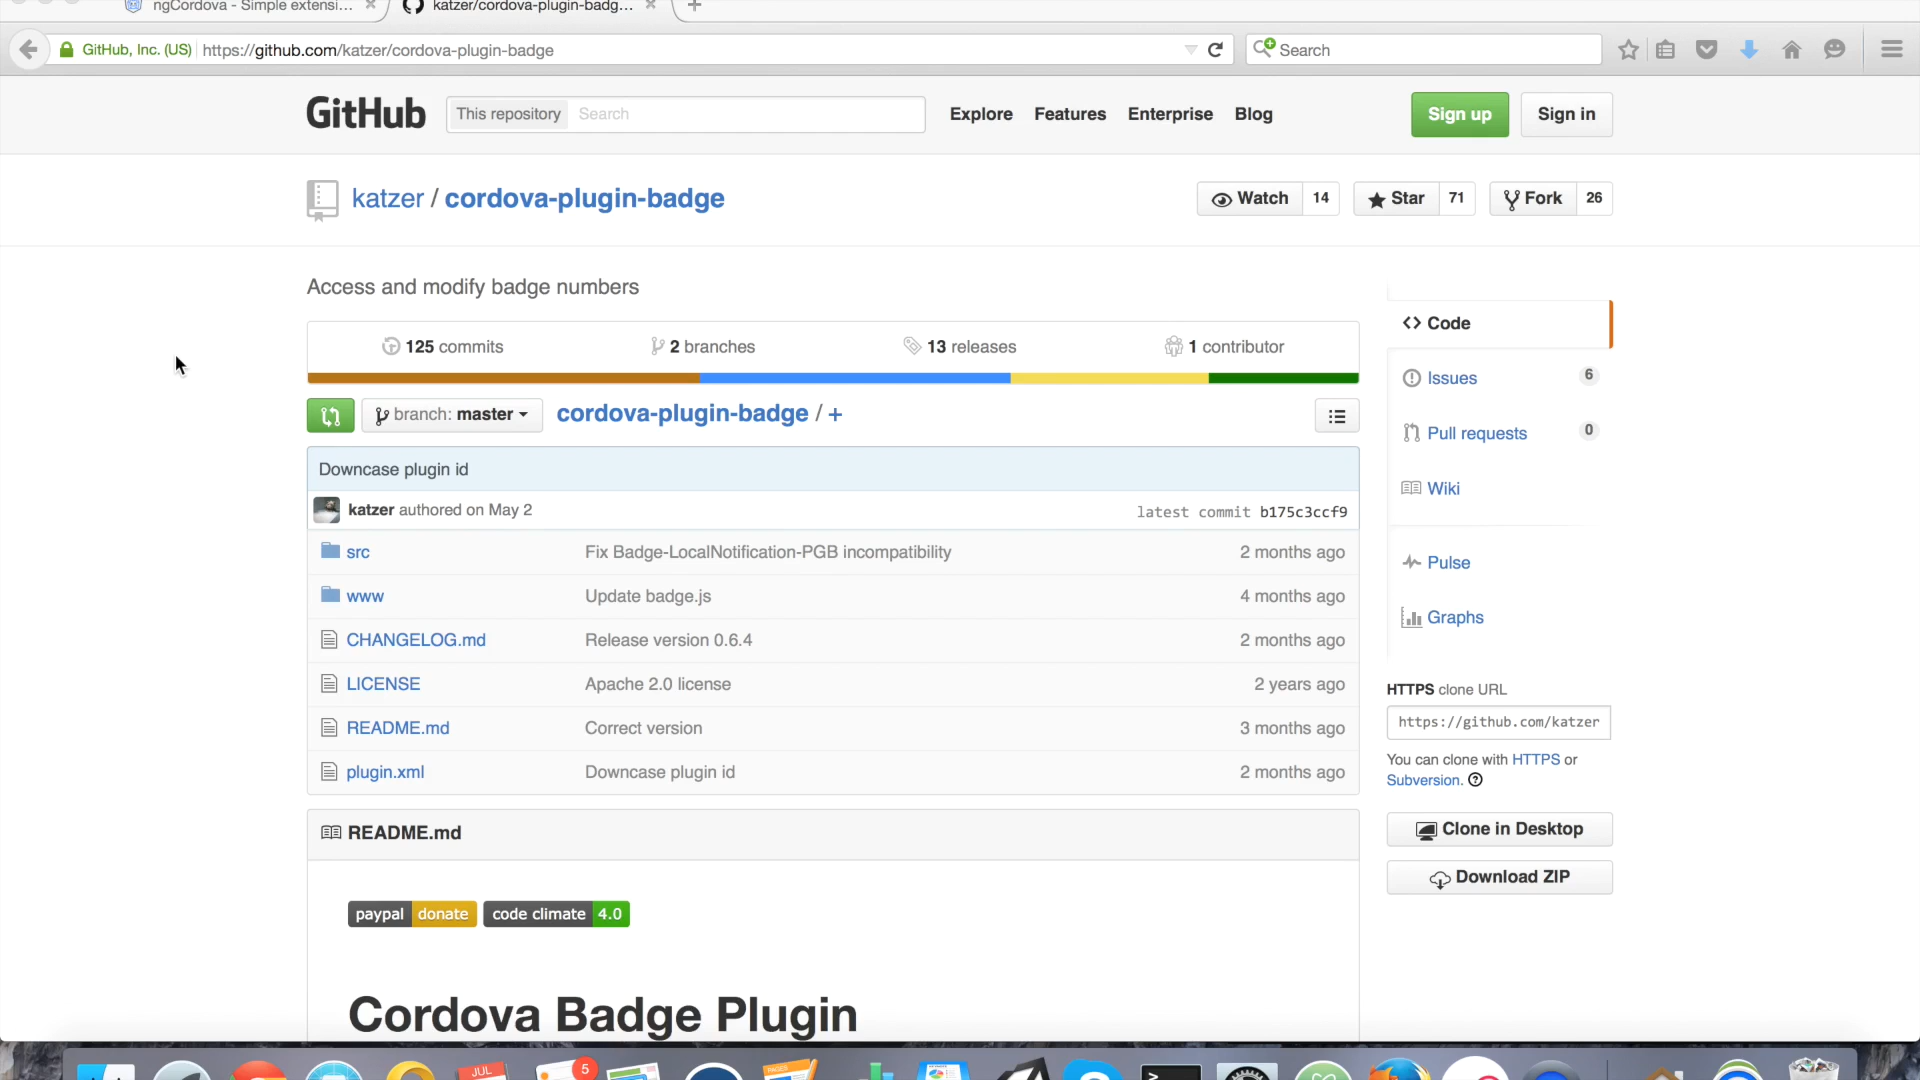 ngCordova - Simple extensi... katzer/cordova-plugin-badg...
GitHub, Inc. (US) https://github.com/katzer/cordova-plugin-badge Search
GitHub This repository Search Explore Features Enterprise Blog Sign up Sign in
katzer / cordova-plugin-badge Watch 14 Star 71 Fork 26
Access and modify badge numbers
125 commits 2 branches 13 releases 1 contributor
branch: master cordova-plugin-badge / +
Downcase plugin id
katzer authored on May 2 latest commit b175c3ccf9
src Fix Badge-LocalNotification-PGB incompatibility 2 months ago
www Update badge.js 4 months ago
CHANGELOG.md Release version 0.6.4 2 months ago
LICENSE Apache 2.0 license 2 years ago
README.md Correct version 3 months ago
plugin.xml Downcase plugin id 2 months ago
README.md
paypal donate code climate 4.0
Cordova Badge Plugin
Code
Issues 6
Pull requests 0
Wiki
Pulse
Graphs
HTTPS clone URL
https://github.com/katzer
You can clone with HTTPS or
Subversion.
Clone in Desktop
Download ZIP
JUL 5 PAGES